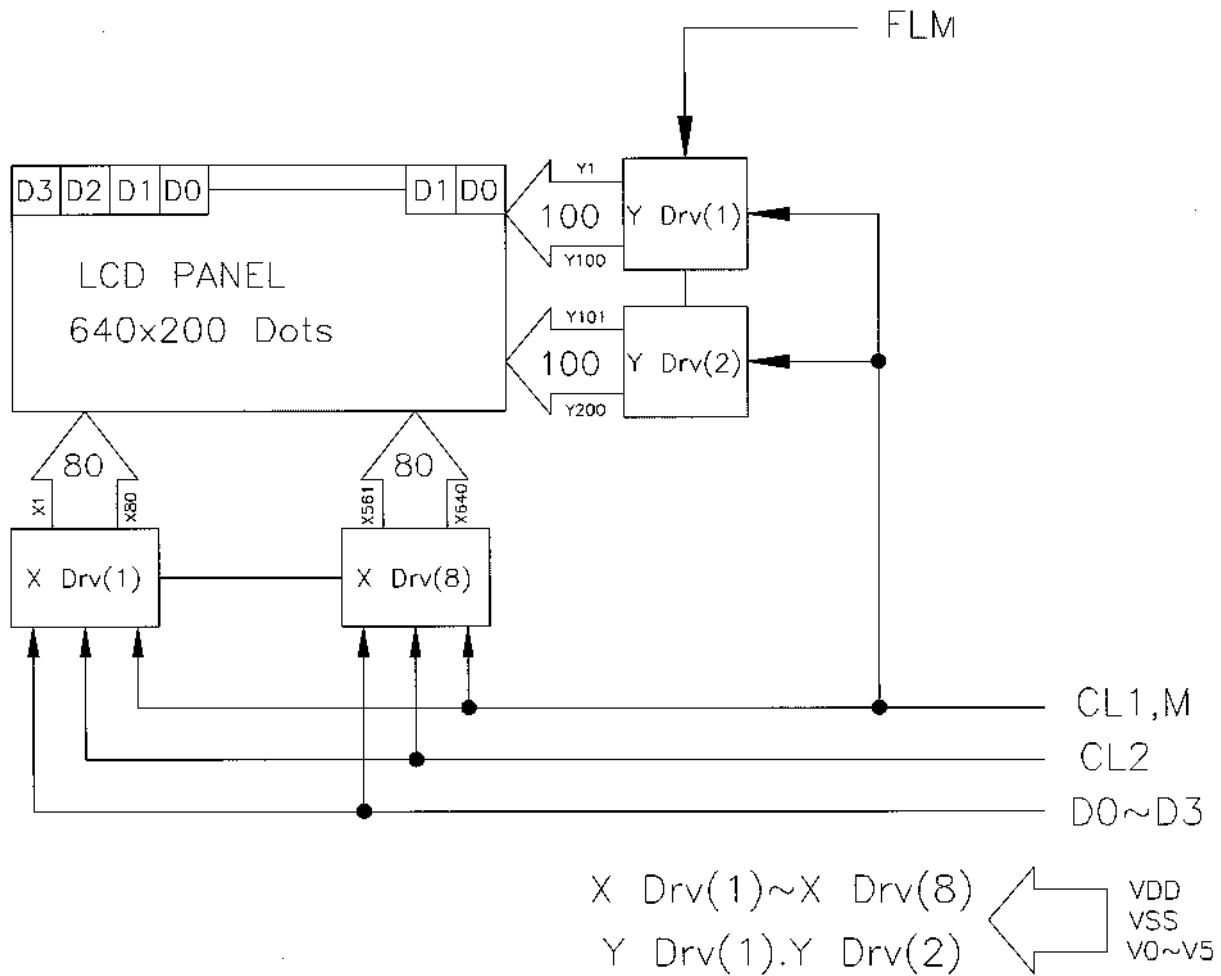 FLM
D3 D2 D1 D0 D1 D0
Y1
100
Y100
Y Drv(1)
LCD PANEL
640x200 Dots
Y101
100
Y200
Y Drv(2)
80
X1
X80
80
X561
X640
X Drv(1)
X Drv(8)
CL1,M
CL2
D0~D3
X Drv(1)~X Drv(8)
Y Drv(1).Y Drv(2)
VDD
VSS
V0~V5